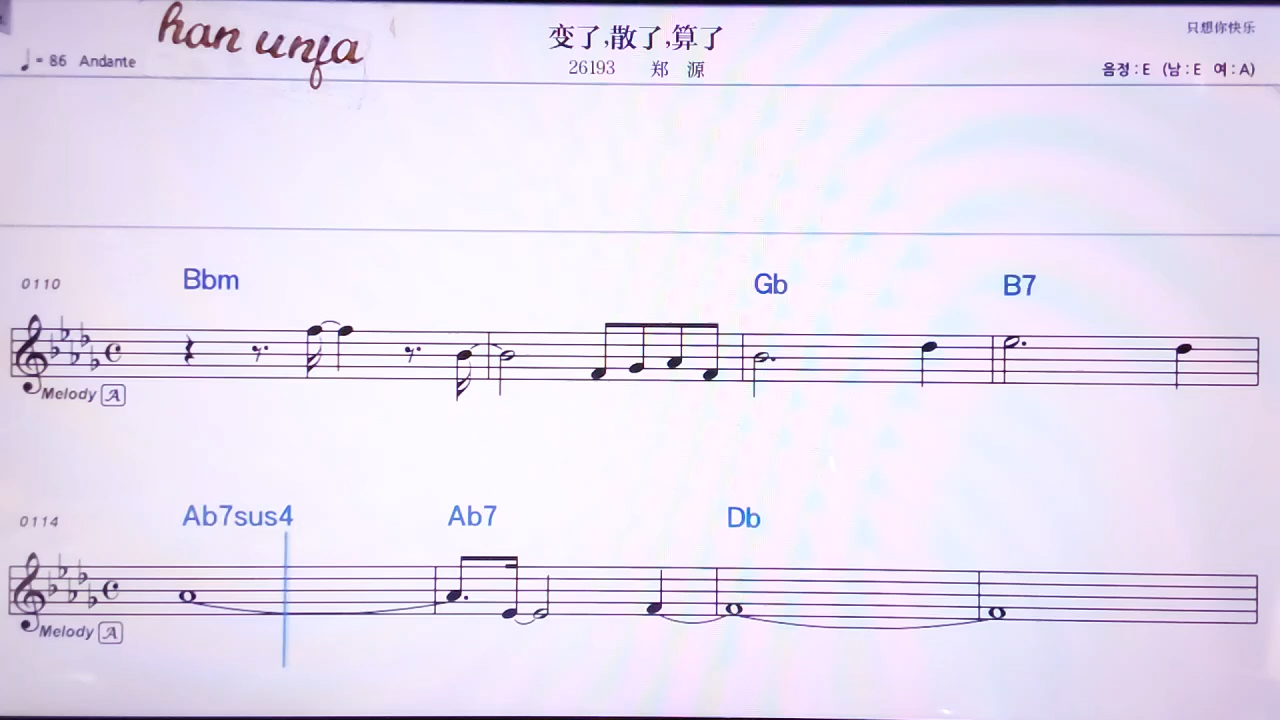 han unfa
变了,散了,算了
只想你快乐
♩= 86 Andante
26193 郑 源
음정 : E (남 : E 여 : A)
0110 Bbm Gb B7
Melody A
0114 Ab7sus4 Ab7 Db
Melody A